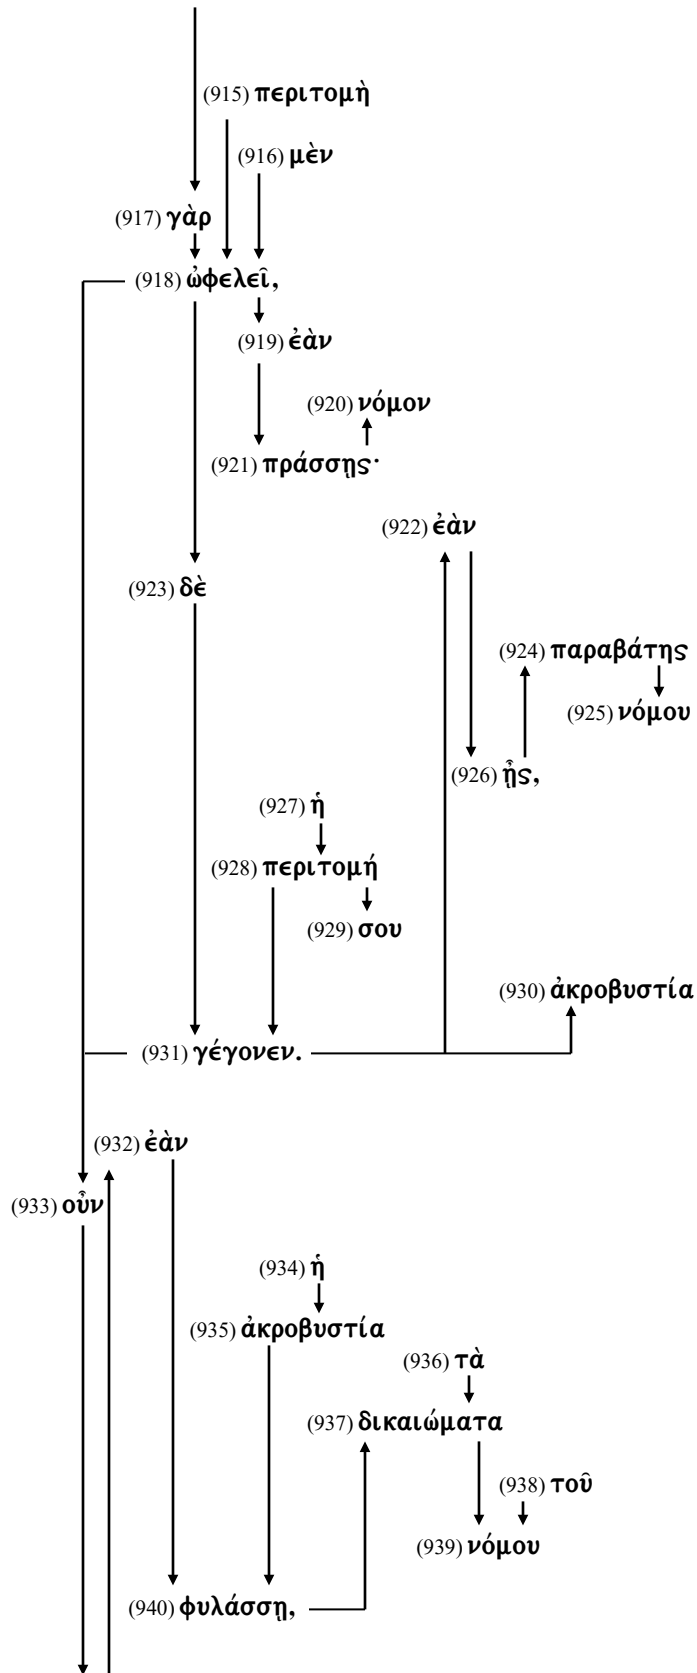 (915) περιτομὴ
(916) μὲν
(917) γὰρ
(918) ὠφελεῖ,
(919) ἐὰν
(920) νόμον
(921) πράσσῃς·
(922) ἐὰν
(923) δὲ
(924) παραβάτης
(925) νόμου
(926) ᾖς,
(927) ἡ
(928) περιτομή
(929) σου
(930) ἀκροβυστία
(931) γέγονεν.
(932) ἐὰν
(933) οὖν
(934) ἡ
(935) ἀκροβυστία
(936) τὰ
(937) δικαιώματα
(938) τοῦ
(939) νόμου
(940) φυλάσσῃ,